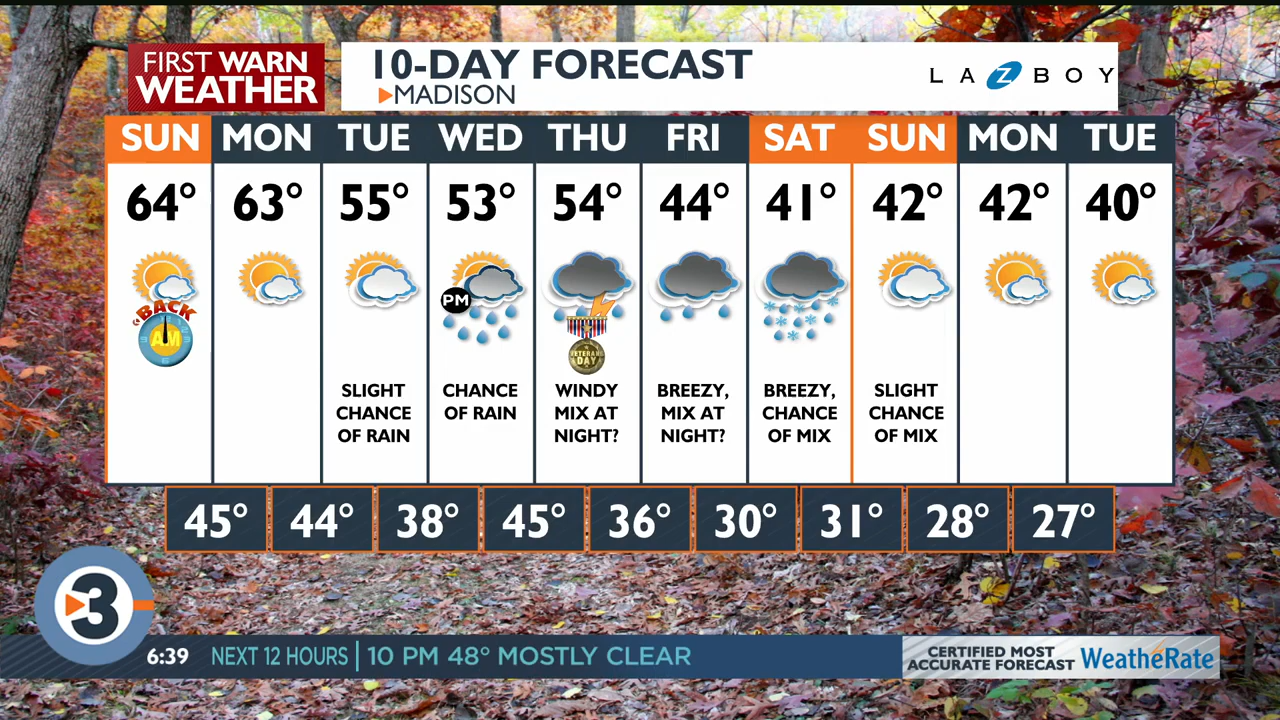 FIRST WARN
WEATHER
10-DAY FORECAST
MADISON
LA Z BOY
SUN MON TUE WED THU FRI SAT SUN MON TUE
64° 63° 55° 53° 54° 44° 41° 42° 42° 40°
"BACK
AM
PM
VETERANS
DAY
SLIGHT
CHANCE
OF RAIN
CHANCE
OF RAIN
WINDY
MIX AT
NIGHT?
BREEZY,
MIX AT
NIGHT?
BREEZY,
CHANCE
OF MIX
SLIGHT
CHANCE
OF MIX
45° 44° 38° 45° 36° 30° 31° 28° 27°
3
6:39 NEXT 12 HOURS | 10 PM 48° MOSTLY CLEAR
CERTIFIED MOST
ACCURATE FORECAST
WeatheRate